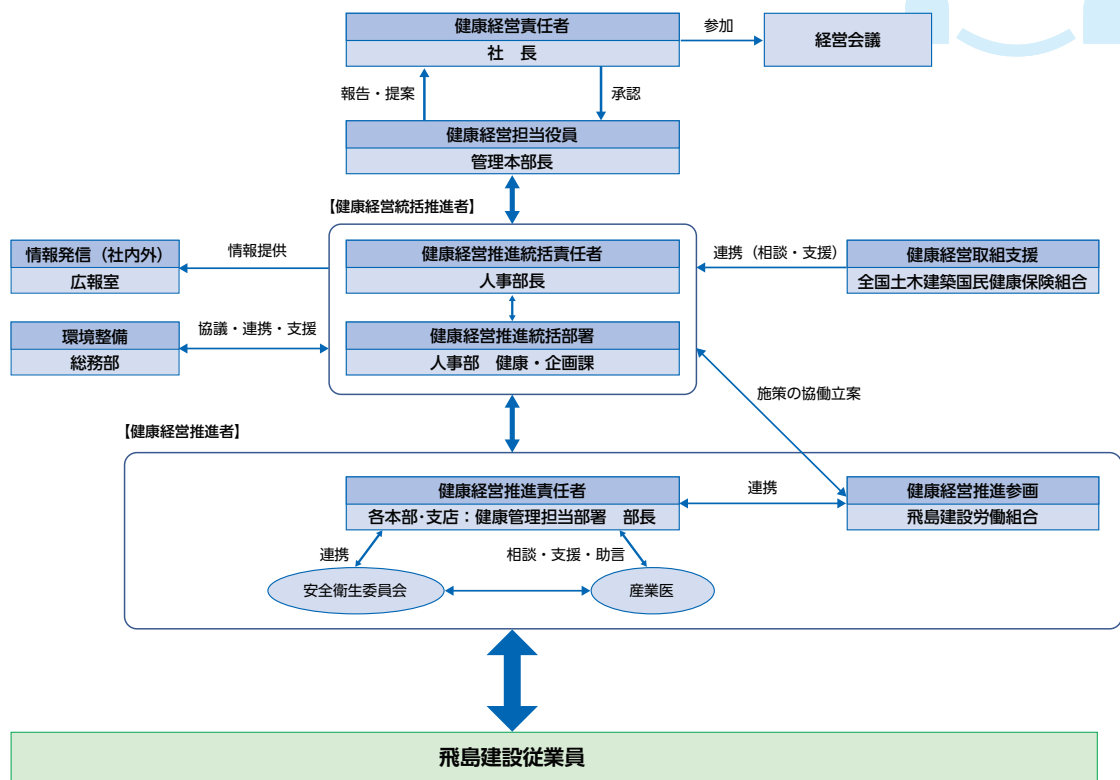 健康経営責任者
社　長
参加
経営会議
報告・提案
承認
健康経営担当役員
管理本部長
【健康経営統括推進者】
情報発信（社内外）
広報室
情報提供
健康経営推進統括責任者
人事部長
連携（相談・支援）
健康経営取組支援
全国土木建築国民健康保険組合
環境整備
総務部
協議・連携・支援
健康経営推進統括部署
人事部　健康・企画課
施策の協働立案
【健康経営推進者】
健康経営推進責任者
各本部・支店：健康管理担当部署　部長
連携
健康経営推進参画
飛島建設労働組合
連携
相談・支援・助言
安全衛生委員会
産業医
飛島建設従業員